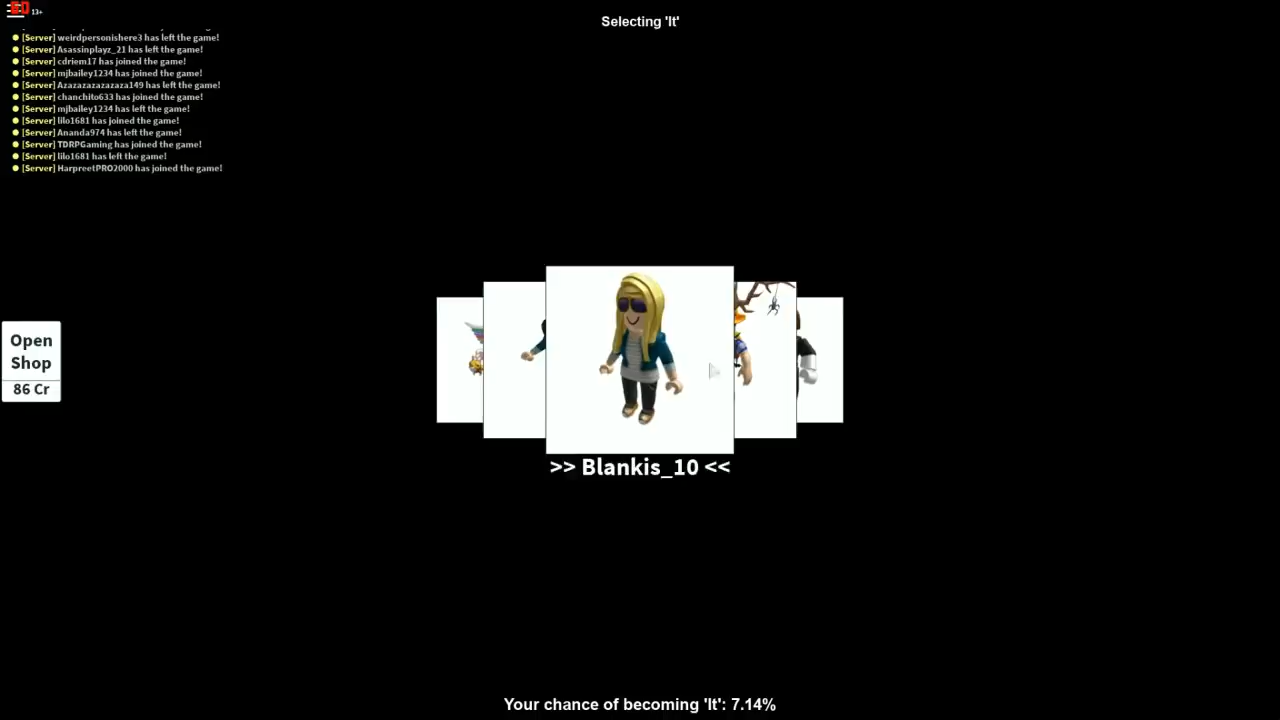 60
13+
Selecting 'It'
[Server] weirdpersonishere3 has left the game!
[Server] Asassinplayz_21 has left the game!
[Server] cdriem17 has joined the game!
[Server] mjbailey1234 has joined the game!
[Server] Azazazazazazaza149 has left the game!
[Server] chanchito633 has joined the game!
[Server] mjbailey1234 has left the game!
[Server] lilo1681 has joined the game!
[Server] Ananda974 has left the game!
[Server] TDRPGaming has joined the game!
[Server] lilo1681 has left the game!
[Server] HarpreetPRO2000 has joined the game!
Open
Shop
86 Cr
>> Blankis_10 <<
Your chance of becoming 'It': 7.14%